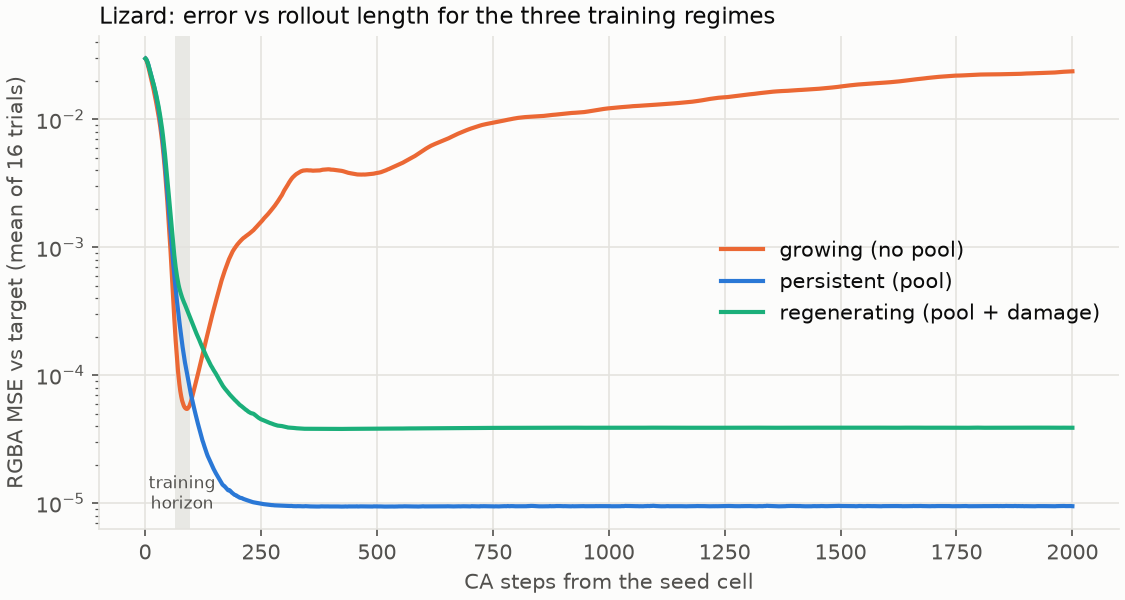 Lizard: error vs rollout length for the three training regimes
RGBA MSE vs target (mean of 16 trials)
10⁻²
10⁻³
10⁻⁴
10⁻⁵
growing (no pool)
persistent (pool)
regenerating (pool + damage)
training
horizon
0 250 500 750 1000 1250 1500 1750 2000
CA steps from the seed cell